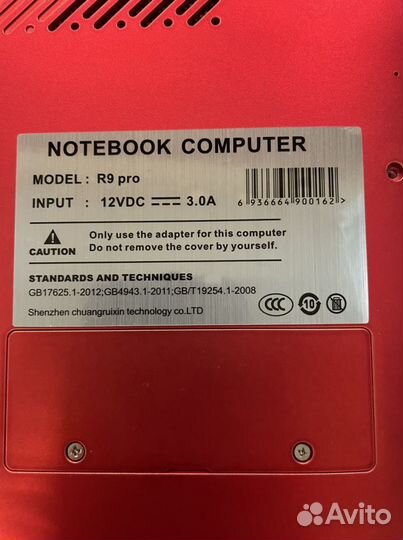 NOTEBOOK COMPUTER
MODEL : R9 pro
INPUT : 12VDC 3.0A
6 936664 900162 >
CAUTION
Only use the adapter for this computer
Do not remove the cover by yourself.
STANDARDS AND TECHNIQUES
GB17625.1-2012;GB4943.1-2011;GB/T19254.1-2008
Shenzhen chuangruixin technology co.LTD
CCC
10
Avito